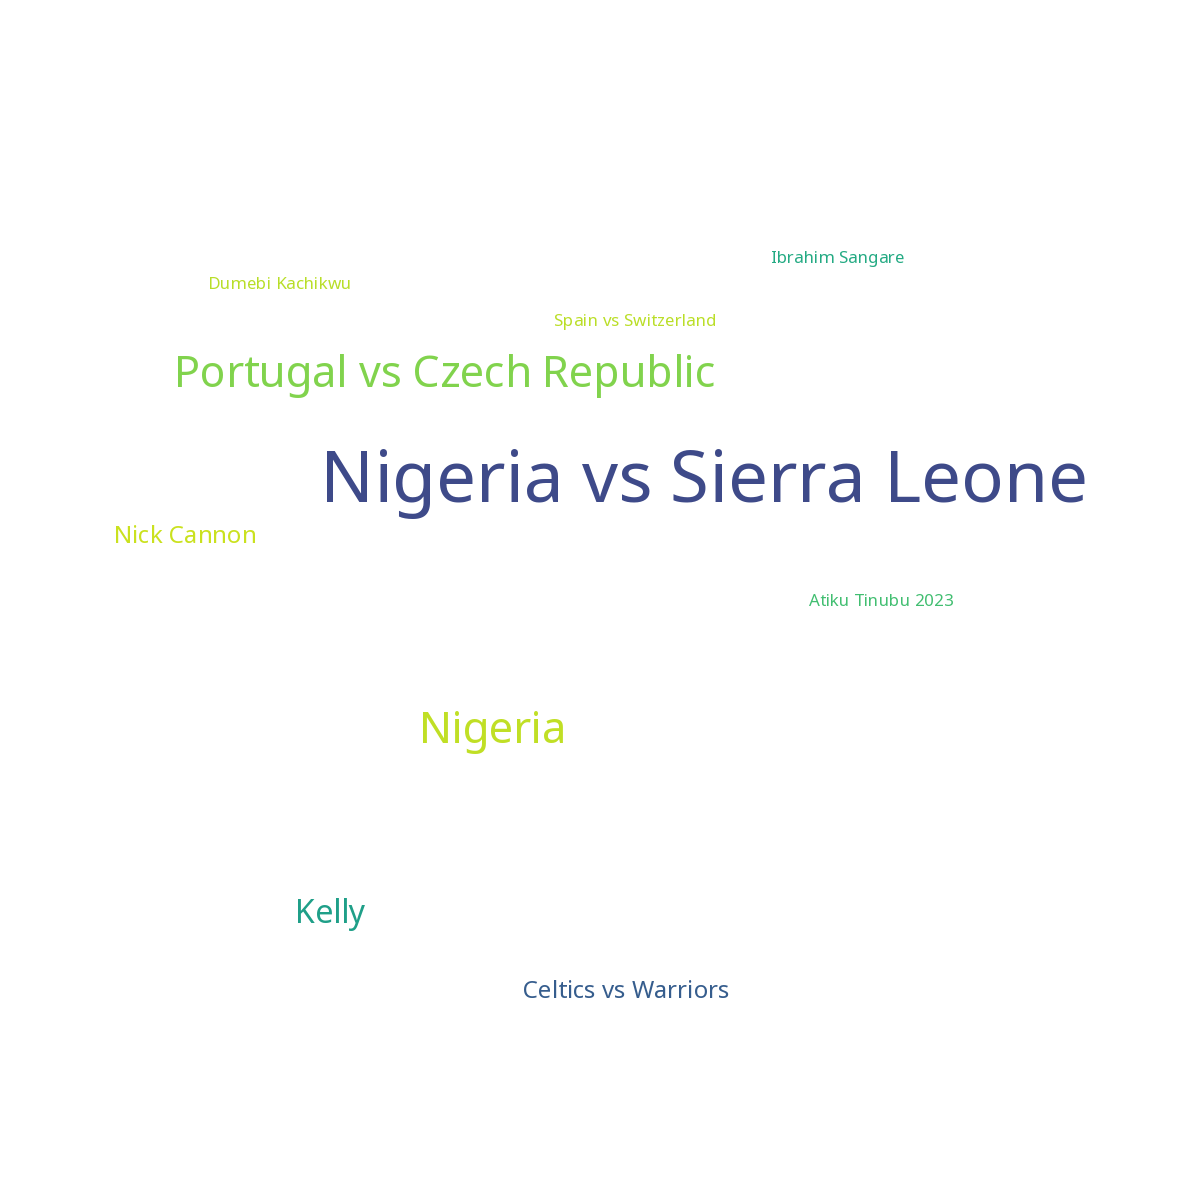 Ibrahim Sangare
Dumebi Kachikwu
Spain vs Switzerland
Portugal vs Czech Republic
Nigeria vs Sierra Leone
Nick Cannon
Atiku Tinubu 2023
Nigeria
Kelly
Celtics vs Warriors